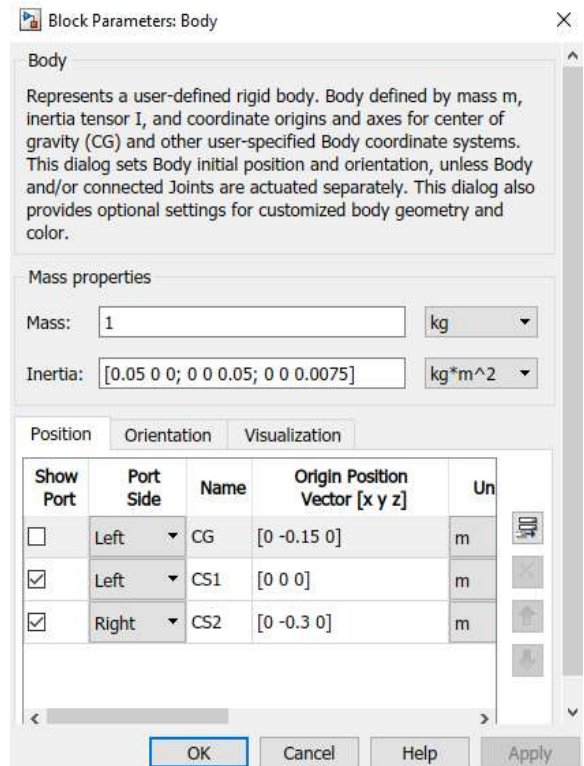 Block Parameters: Body
Body
Represents a user-defined rigid body. Body defined by mass m,
inertia tensor I, and coordinate origins and axes for center of
gravity (CG) and other user-specified Body coordinate systems.
This dialog sets Body initial position and orientation, unless Body
and/or connected Joints are actuated separately. This dialog also
provides optional settings for customized body geometry and
color.
Mass properties
Mass: 1 kg
Inertia: [0.05 0 0; 0 0 0.05; 0 0 0.0075] kg*m^2
Position Orientation Visualization
Show Port Port Side Name Origin Position Vector [x y z] Un
Left CG [0 -0.15 0] m
Left CS1 [0 0 0] m
Right CS2 [0 -0.3 0] m
OK Cancel Help Apply